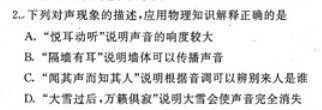 2. 下列对声现象的描述,应用物理知识解释正确的是
A. “悦耳动听”说明声音的响度较大
B. “隔墙有耳”说明墙体可以传播声音
C. “闻其声而知其人”说明根据音调可以辨别来人是谁
D. “大雪过后,万籁俱寂”说明大雪会使声音完全消失